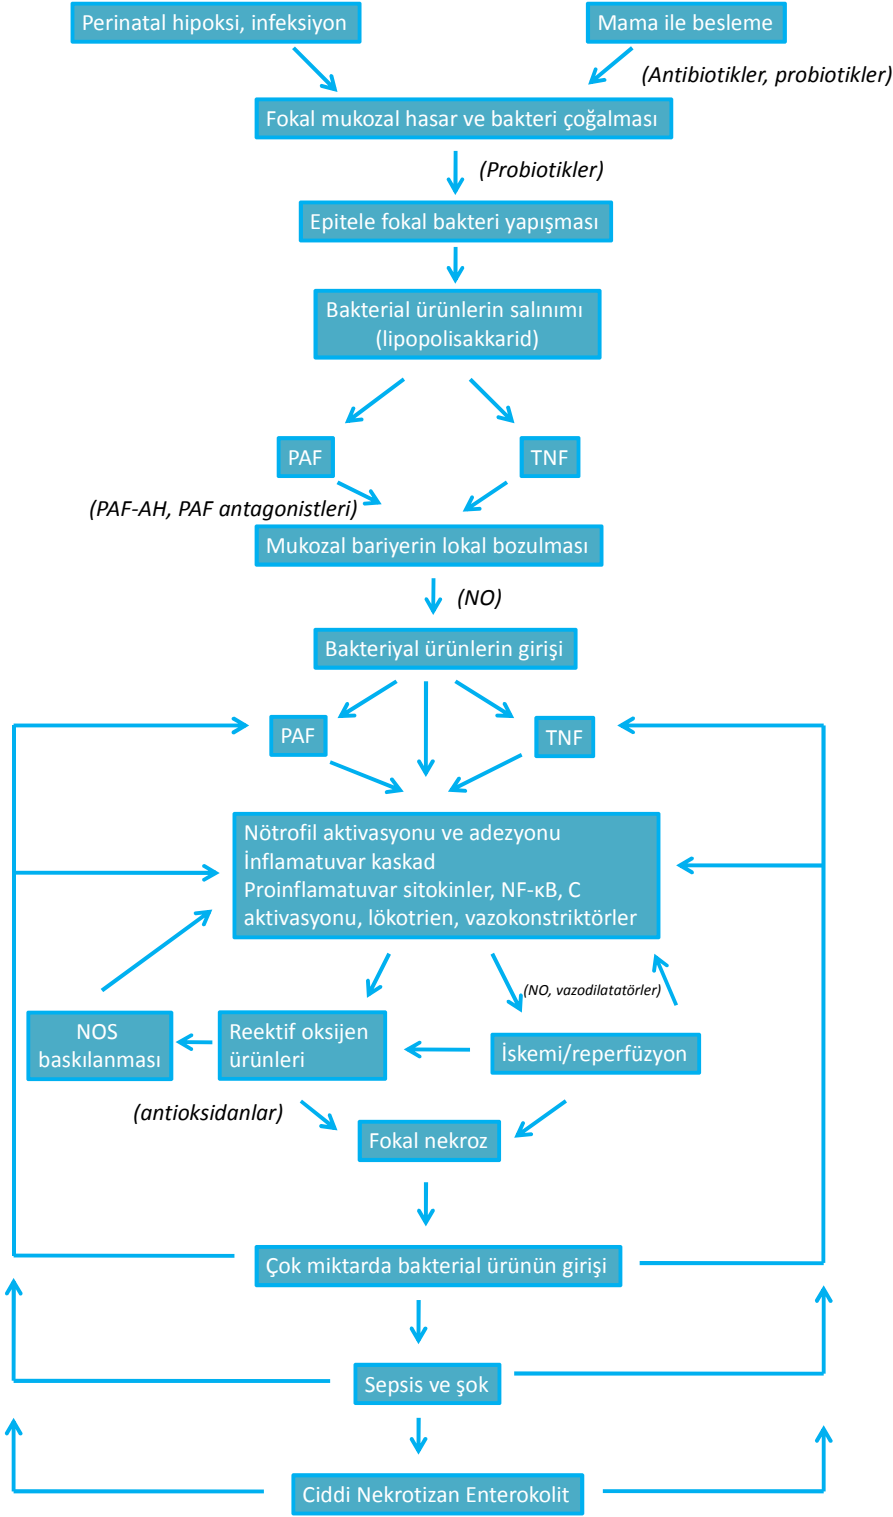 Perinatal hipoksi, infeksiyon
Mama ile besleme
(Antibiotikler, probiotikler)
Fokal mukozal hasar ve bakteri çoğalması
(Probiotikler)
Epitele fokal bakteri yapışması
Bakterial ürünlerin salınımı
(lipopolisakkarid)
PAF
TNF
(PAF-AH, PAF antagonistleri)
Mukozal bariyerin lokal bozulması
(NO)
Bakteriyal ürünlerin girişi
PAF
TNF
Nötrofil aktivasyonu ve adezyonu
İnflamatuvar kaskad
Proinflamatuvar sitokinler, NF-κB, C
aktivasyonu, lökotrien, vazokonstriktörler
(NO, vazodilatatörler)
NOS
baskılanması
Reektif oksijen
ürünleri
İskemi/reperfüzyon
(antioksidanlar)
Fokal nekroz
Çok miktarda bakterial ürünün girişi
Sepsis ve şok
Ciddi Nekrotizan Enterokolit